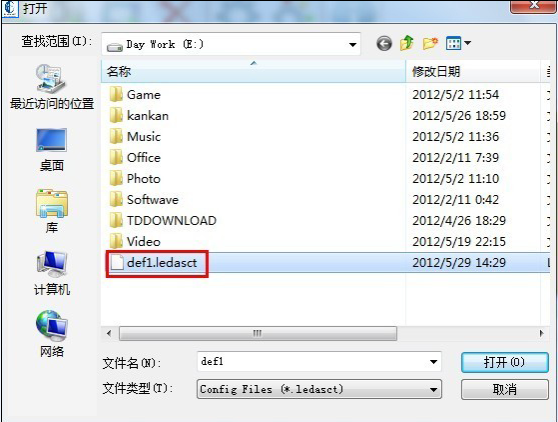 打开
查找范围(I):
Day Work (E:)
名称
修改日期
Game
2012/5/2 11:54
kankan
2012/5/26 18:59
Music
2012/5/2 11:36
Office
2012/2/11 7:39
Photo
2012/5/2 11:10
Softwave
2012/2/11 0:42
TDDOWNLOAD
2012/4/26 18:29
Video
2012/5/19 22:15
def1.ledasct
2012/5/29 14:29
最近访问的位置
桌面
库
计算机
网络
文件名(N):
def1
打开(O)
文件类型(T):
Config Files (*.ledasct)
取消